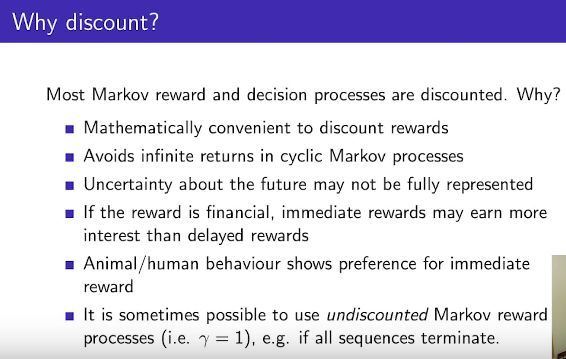 Why discount?
Most Markov reward and decision processes are discounted. Why?
Mathematically convenient to discount rewards
Avoids infinite returns in cyclic Markov processes
Uncertainty about the future may not be fully represented
If the reward is financial, immediate rewards may earn more
interest than delayed rewards
Animal/human behaviour shows preference for immediate
reward
It is sometimes possible to use undiscounted Markov reward
processes (i.e. γ = 1), e.g. if all sequences terminate.